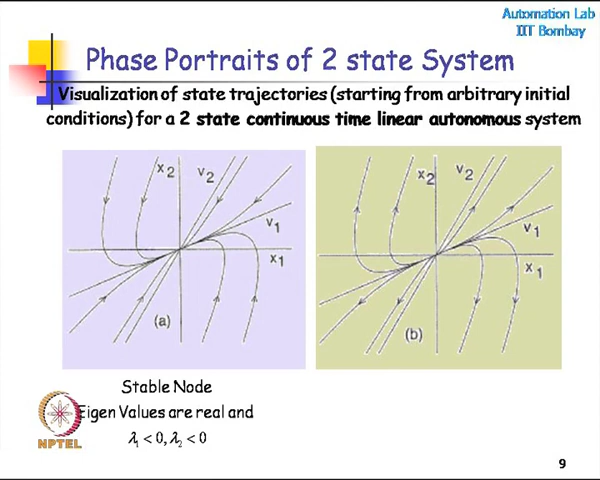 Automation Lab
IIT Bombay
Phase Portraits of 2 state System
Visualization of state trajectories (starting from arbitrary initial
conditions) for a 2 state continuous time linear autonomous system
x2 v2
v1
x1
(a)
x2 v2
v1
x1
(b)
Stable Node
Eigen Values are real and
λ1 < 0, λ2 < 0
NPTEL
9